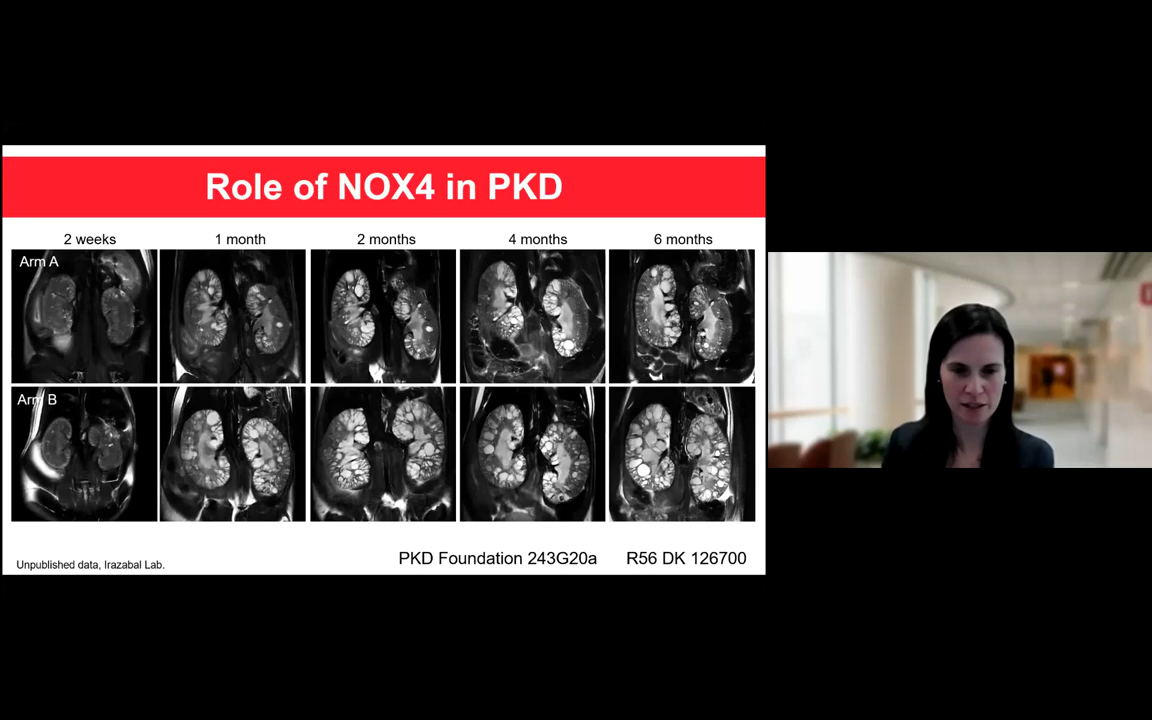 Role of NOX4 in PKD
2 weeks 1 month 2 months 4 months 6 months
Arm A
Arm B
PKD Foundation 243G20a R56 DK 126700
Unpublished data, Irazabal Lab.